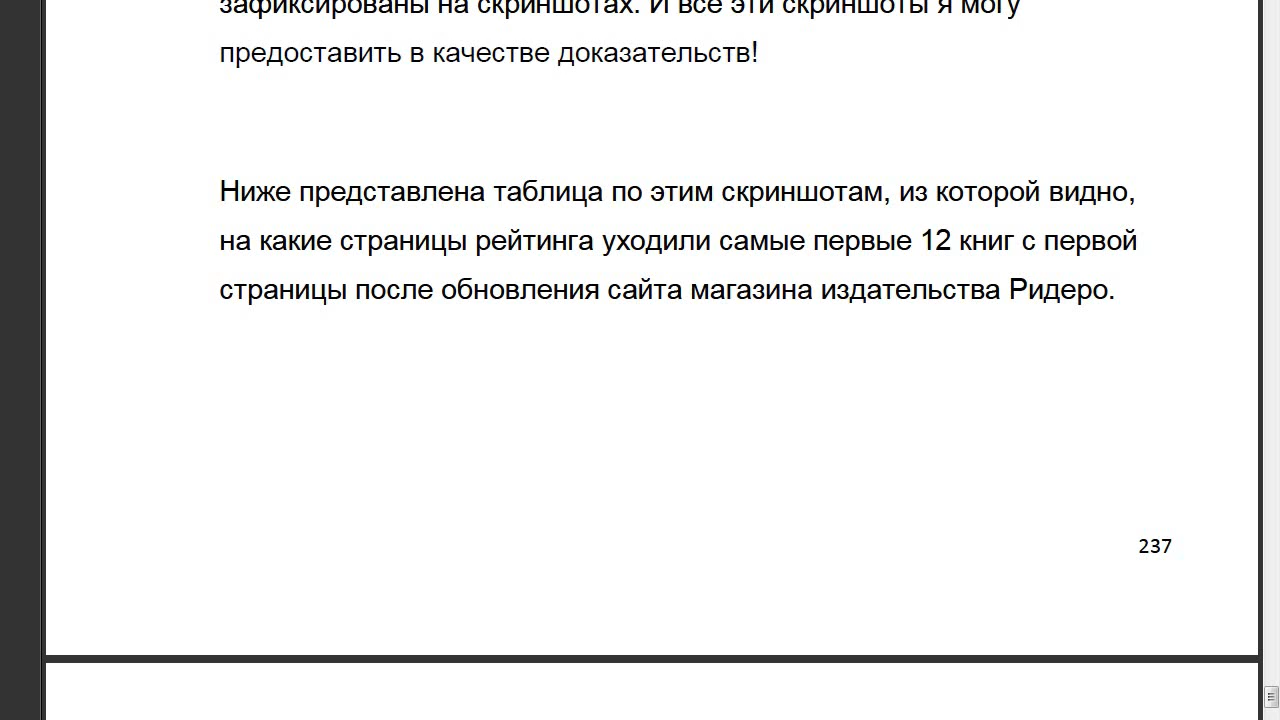 зафиксированы на скриншотах. И все эти скриншоты я могу
предоставить в качестве доказательств!
Ниже представлена таблица по этим скриншотам, из которой видно,
на какие страницы рейтинга уходили самые первые 12 книг с первой
страницы после обновления сайта магазина издательства Ридеро.
237